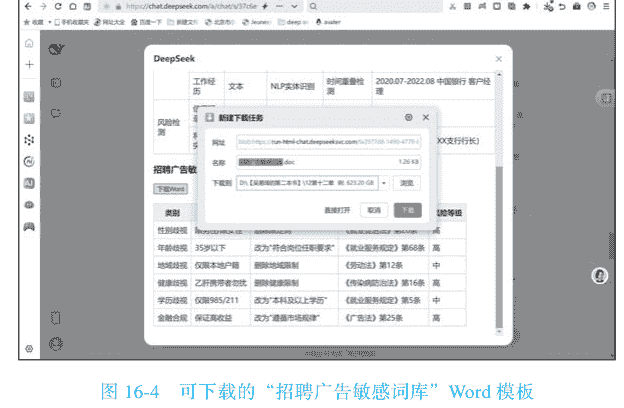 https://chat.deepseek.com/a/chat/s/37c6e
收藏 手机收藏夹 网址大全 百度一下
DeepSeek
工作经历 文本 NLP实体识别 时间重叠检测 2020.07-2022.08 中国银行 客户经理
风险检测
XX支行行长)
新建下载任务
网址
名称 招聘广告敏感词库.doc 1.26 KB
下载到 浏览
直接打开 取消 下载
招聘广告敏
下载Word
类别 风险等级
性别歧视 高
年龄歧视 35岁以下 改为"符合岗位任职要求" 《就业服务规定》第68条 高
地域歧视 仅限本地户籍 删除地域限制 《劳动法》第12条 中
健康歧视 乙肝携带者勿扰 删除健康限制 《传染病防治法》第16条 高
学历歧视 仅限985/211 改为"本科及以上学历" 《就业服务规定》第5条 中
金融合规 保证高收益 改为"遵循市场规律" 《广告法》第25条 高
图 16-4 可下载的“招聘广告敏感词库”Word 模板